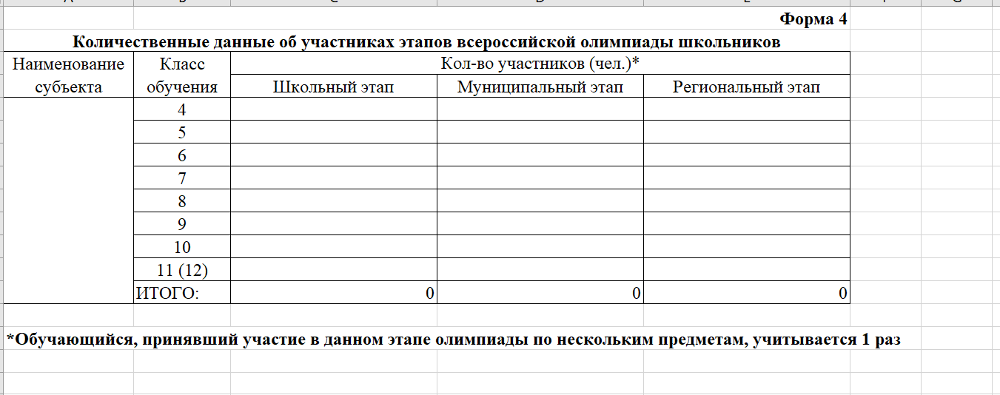 Форма 4
Количественные данные об участниках этапов всероссийской олимпиады школьников
Наименование субъекта
Класс обучения
Кол-во участников (чел.)*
Школьный этап
Муниципальный этап
Региональный этап
4
5
6
7
8
9
10
11 (12)
ИТОГО: 0 0 0
*Обучающийся, принявший участие в данном этапе олимпиады по нескольким предметам, учитывается 1 раз